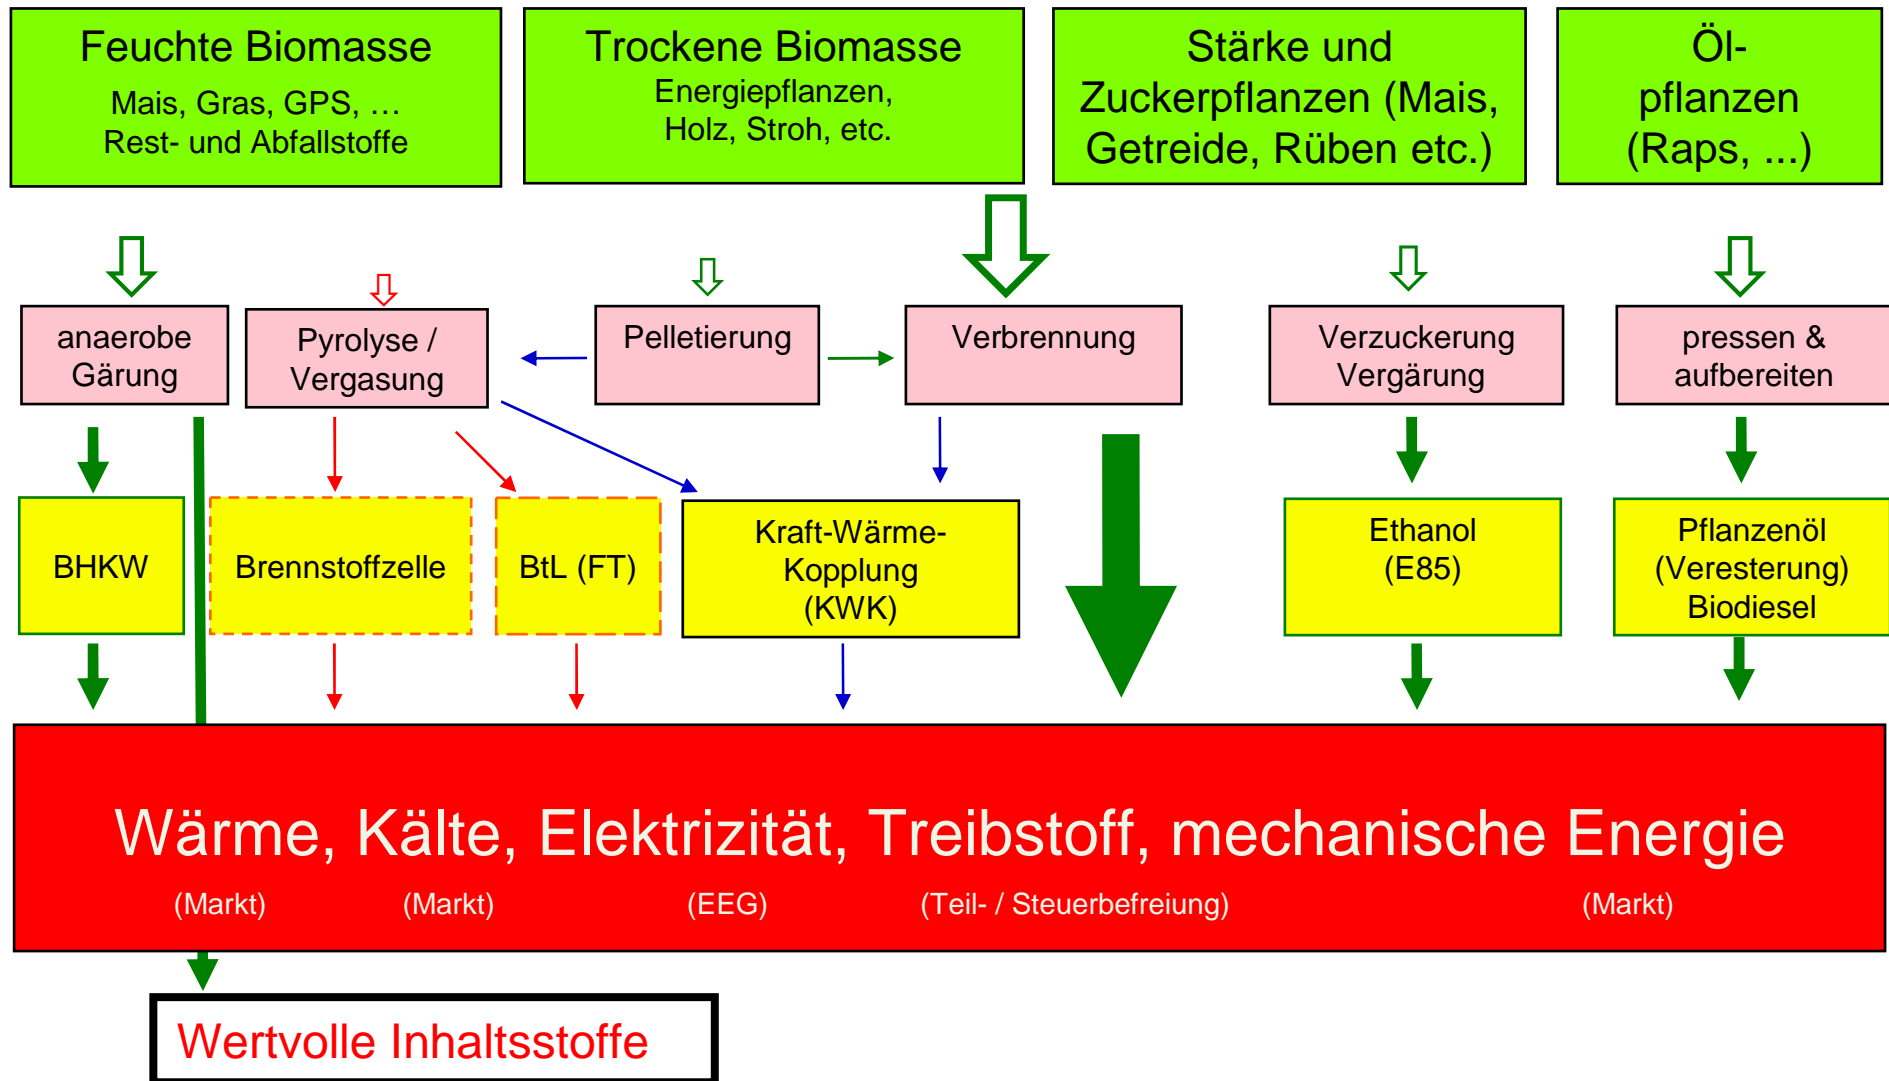 Feuchte Biomasse
Mais, Gras, GPS, …
Rest- und Abfallstoffe
Trockene Biomasse
Energiepflanzen,
Holz, Stroh, etc.
Stärke und
Zuckerpflanzen (Mais,
Getreide, Rüben etc.)
Öl-
pflanzen
(Raps, ...)
anaerobe
Gärung
Pyrolyse /
Vergasung
Pelletierung
Verbrennung
Verzuckerung
Vergärung
pressen &
aufbereiten
BHKW
Brennstoffzelle
BtL (FT)
Kraft-Wärme-
Kopplung
(KWK)
Ethanol
(E85)
Pflanzenöl
(Veresterung)
Biodiesel
Wärme, Kälte, Elektrizität, Treibstoff, mechanische Energie
(Markt) (Markt) (EEG) (Teil- / Steuerbefreiung) (Markt)
Wertvolle Inhaltsstoffe